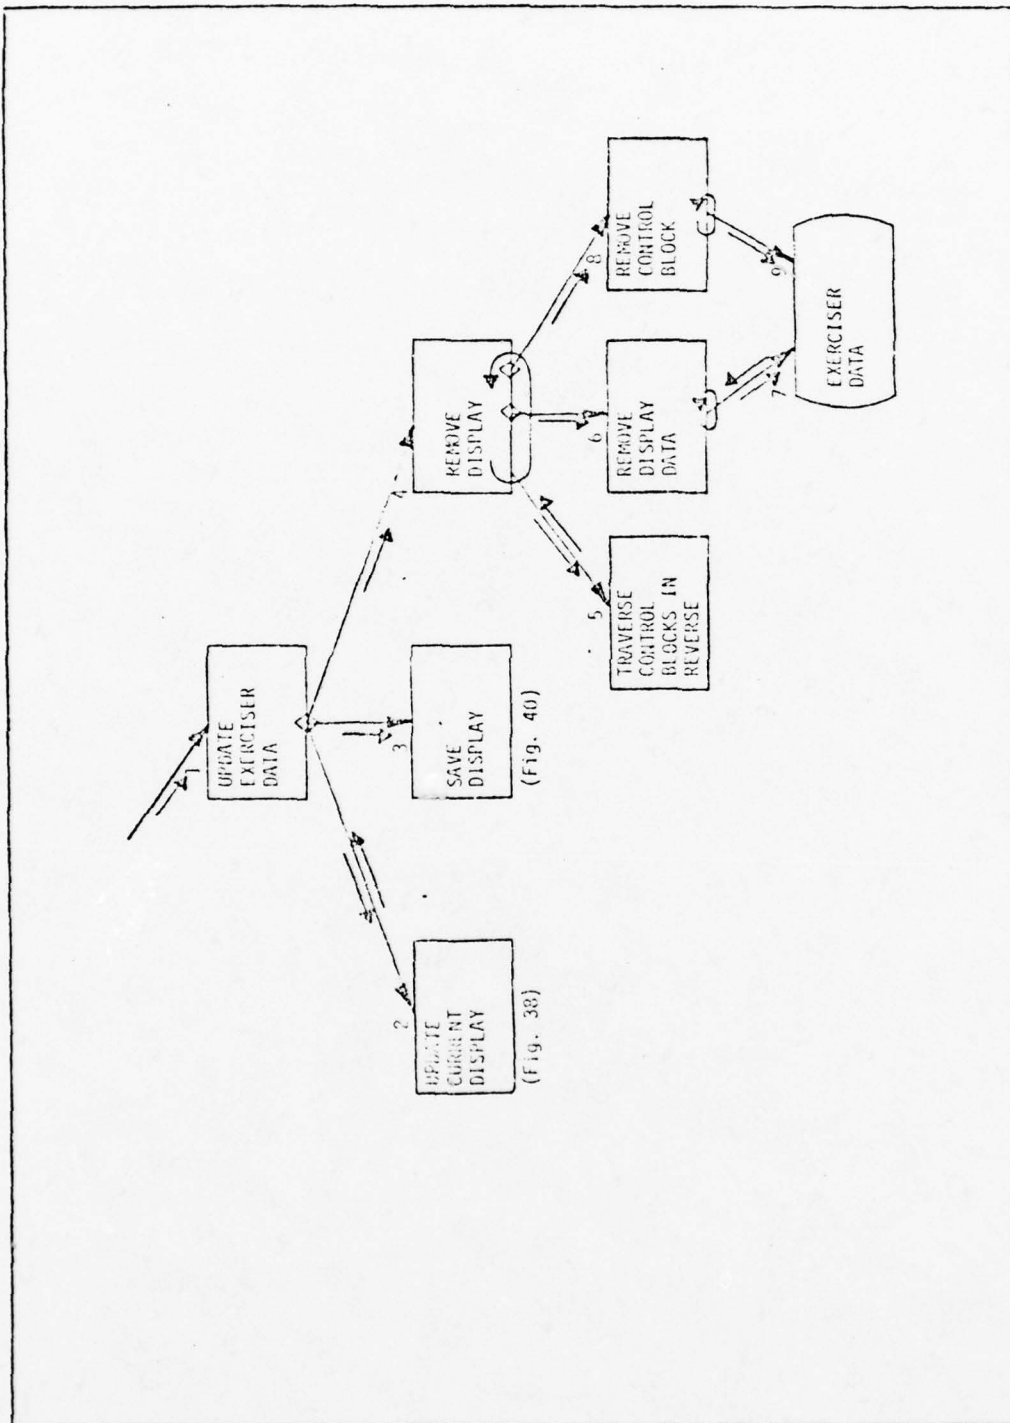 1
UPDATE
EXERCISER
DATA
2
UPDATE
CURRENT
DISPLAY
(Fig. 38)
3
SAVE
DISPLAY
(Fig. 40)
4
REMOVE
DISPLAY
5
TRAVERSE
CONTROL
BLOCKS IN
REVERSE
6
REMOVE
DISPLAY
DATA
8
REMOVE
CONTROL
BLOCK
7
9
EXERCISER
DATA